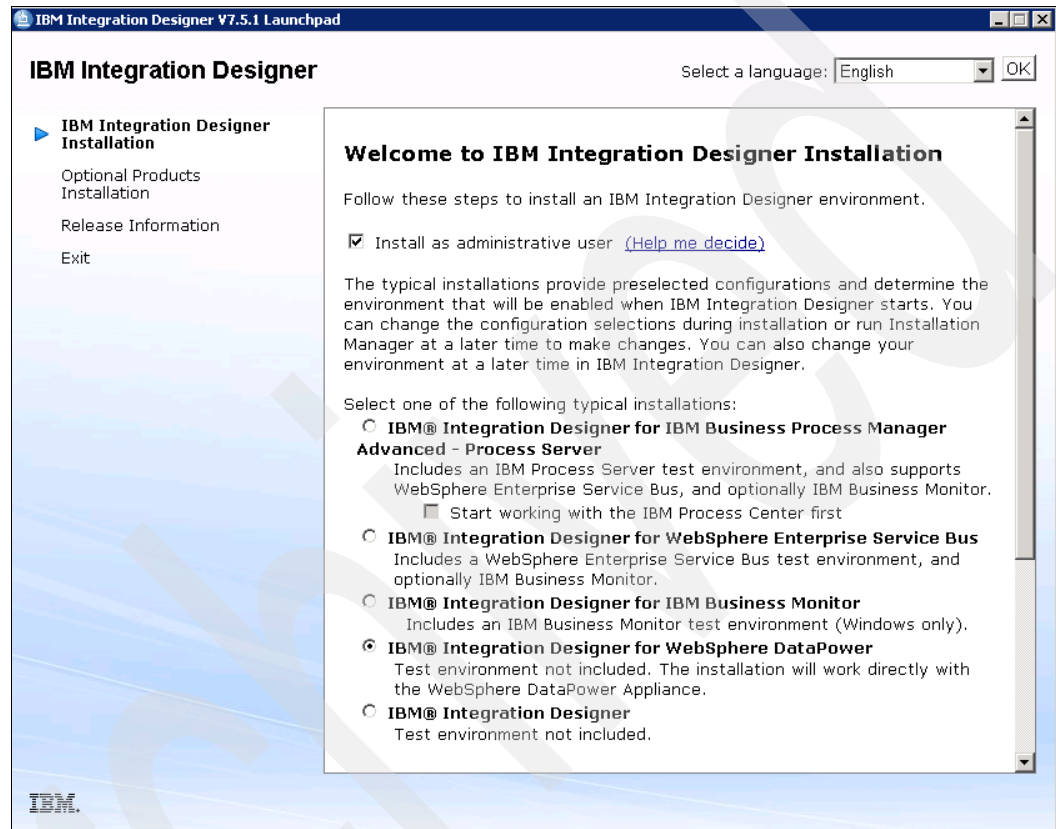 IBM Integration Designer V7.5.1 Launchpad
IBM Integration Designer
Select a language: English OK
IBM Integration Designer
Installation
Optional Products
Installation
Release Information
Exit
Welcome to IBM Integration Designer Installation
Follow these steps to install an IBM Integration Designer environment.
Install as administrative user (Help me decide)
The typical installations provide preselected configurations and determine the
environment that will be enabled when IBM Integration Designer starts. You
can change the configuration selections during installation or run Installation
Manager at a later time to make changes. You can also change your
environment at a later time in IBM Integration Designer.
Select one of the following typical installations:
IBM® Integration Designer for IBM Business Process Manager
Advanced - Process Server
Includes an IBM Process Server test environment, and also supports
WebSphere Enterprise Service Bus, and optionally IBM Business Monitor.
Start working with the IBM Process Center first
IBM® Integration Designer for WebSphere Enterprise Service Bus
Includes a WebSphere Enterprise Service Bus test environment, and
optionally IBM Business Monitor.
IBM® Integration Designer for IBM Business Monitor
Includes an IBM Business Monitor test environment (Windows only).
IBM® Integration Designer for WebSphere DataPower
Test environment not included. The installation will work directly with
the WebSphere DataPower Appliance.
IBM® Integration Designer
Test environment not included.
IBM.